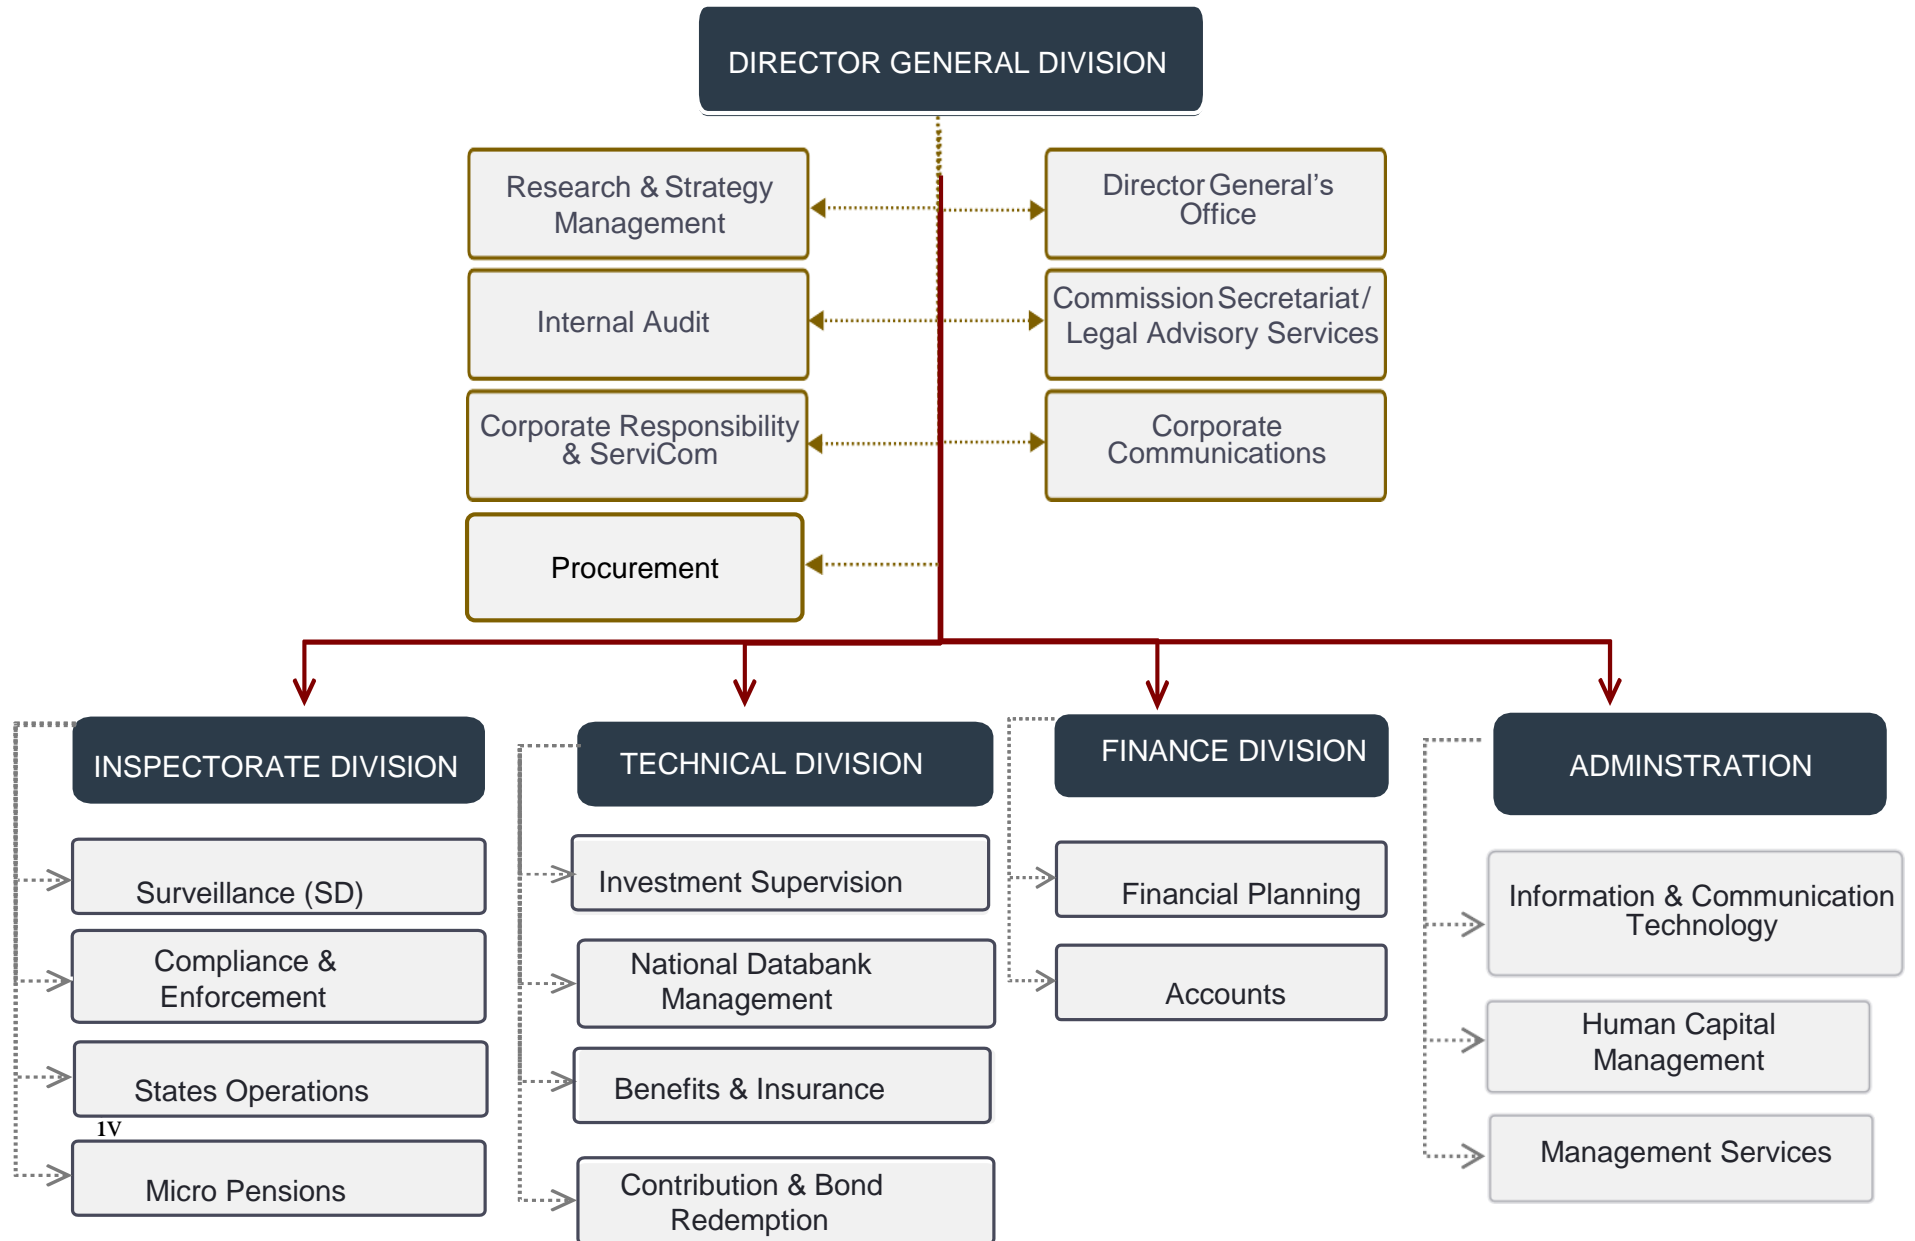 DIRECTOR GENERAL DIVISION
Research & Strategy
Management
Director General’s
Office
Internal Audit
Commission Secretariat/
Legal Advisory Services
Corporate Responsibility
& ServiCom
Corporate
Communications
Procurement
INSPECTORATE DIVISION
Surveillance (SD)
Compliance &
Enforcement
States Operations
1V
Micro Pensions
TECHNICAL DIVISION
Investment Supervision
National Databank
Management
Benefits & Insurance
Contribution & Bond
Redemption
FINANCE DIVISION
Financial Planning
Accounts
ADMINSTRATION
Information & Communication
Technology
Human Capital
Management
Management Services